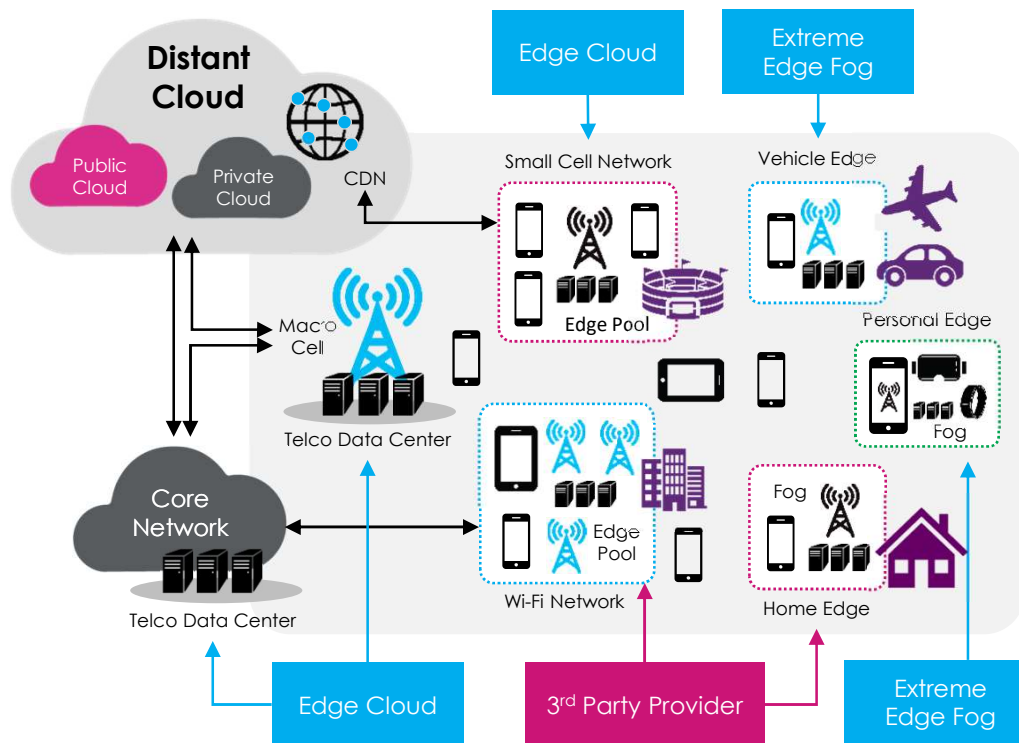 Edge Cloud
Extreme
Edge Fog
Distant
Cloud
Public
Cloud
Private
Cloud
CDN
Small Cell Network
Edge Pool
Vehicle Edge
Personal Edge
Fog
Macro
Cell
Telco Data Center
Core
Network
Telco Data Center
Edge
Pool
Wi-Fi Network
Fog
Home Edge
Edge Cloud
3rd Party Provider
Extreme
Edge Fog